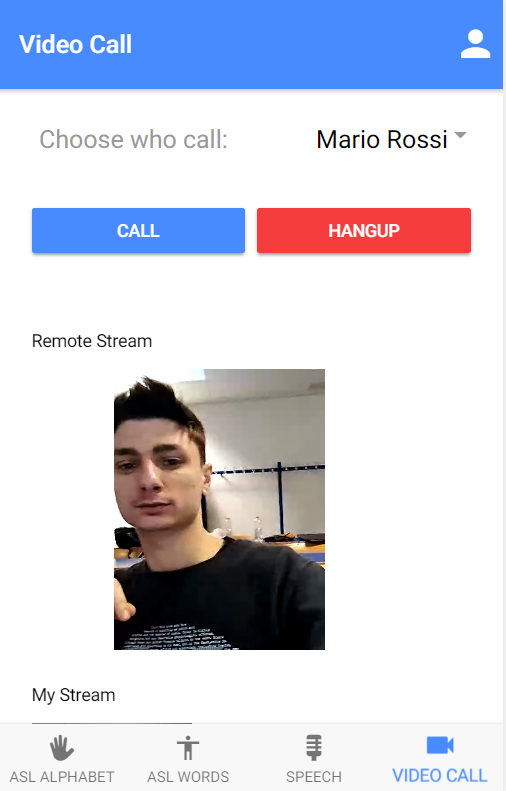 Video Call
Choose who call: Mario Rossi
CALL HANGUP
Remote Stream
My Stream
ASL ALPHABET ASL WORDS SPEECH VIDEO CALL